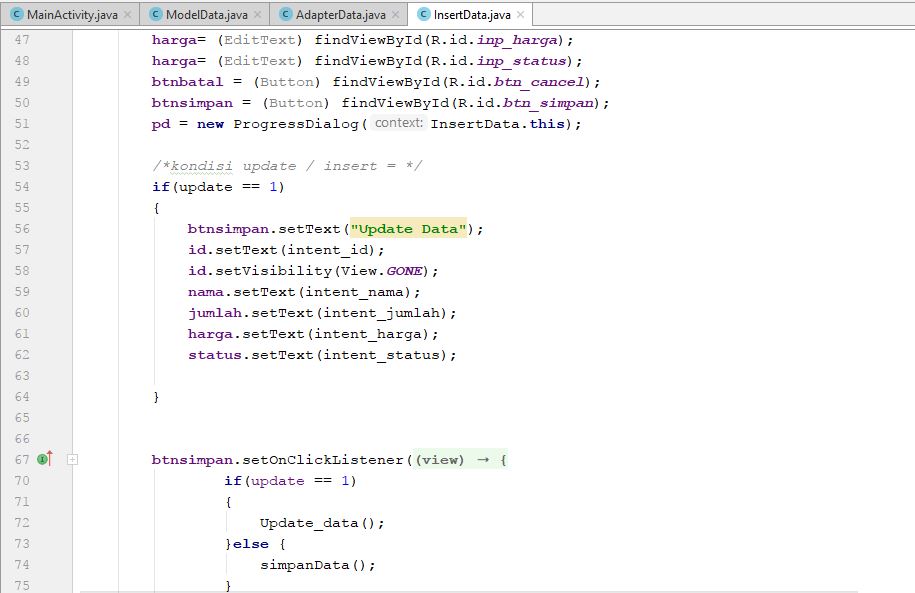 MainActivity.java ModelData.java AdapterData.java InsertData.java
47 harga= (EditText) findViewById(R.id.inp_harga);
48 harga= (EditText) findViewById(R.id.inp_status);
49 btnbatal = (Button) findViewById(R.id.btn_cancel);
50 btnsimpan = (Button) findViewById(R.id.btn_simpan);
51 pd = new ProgressDialog( context: InsertData.this);
52
53 /*kondisi update / insert = */
54 if(update == 1)
55 {
56 btnsimpan.setText("Update Data");
57 id.setText(intent_id);
58 id.setVisibility(View.GONE);
59 nama.setText(intent_nama);
60 jumlah.setText(intent_jumlah);
61 harga.setText(intent_harga);
62 status.setText(intent_status);
63
64 }
65
66
67 btnsimpan.setOnClickListener((view) → {
70 if(update == 1)
71 {
72 Update_data();
73 }else {
74 simpanData();
75 }